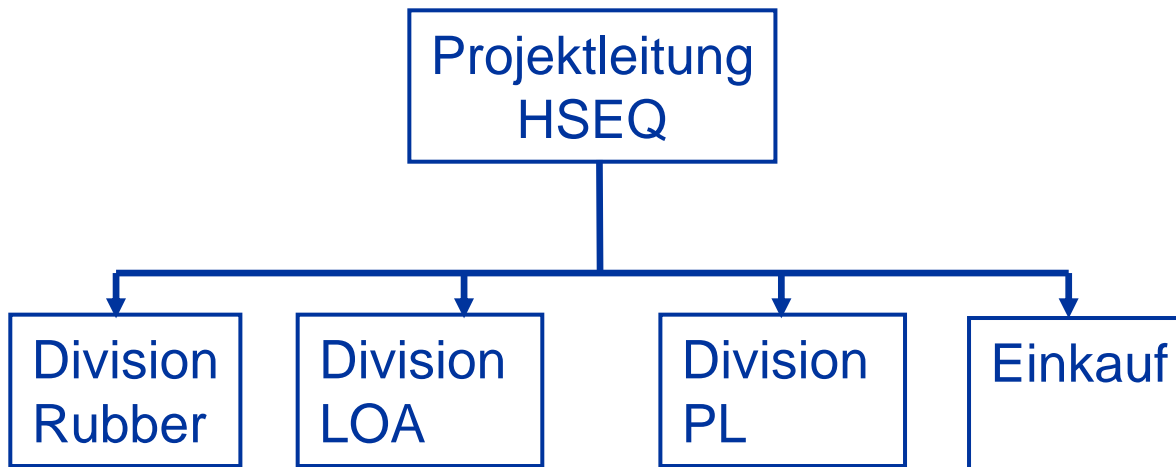 Projektleitung
HSEQ
Division
Rubber
Division
LOA
Division
PL
Einkauf